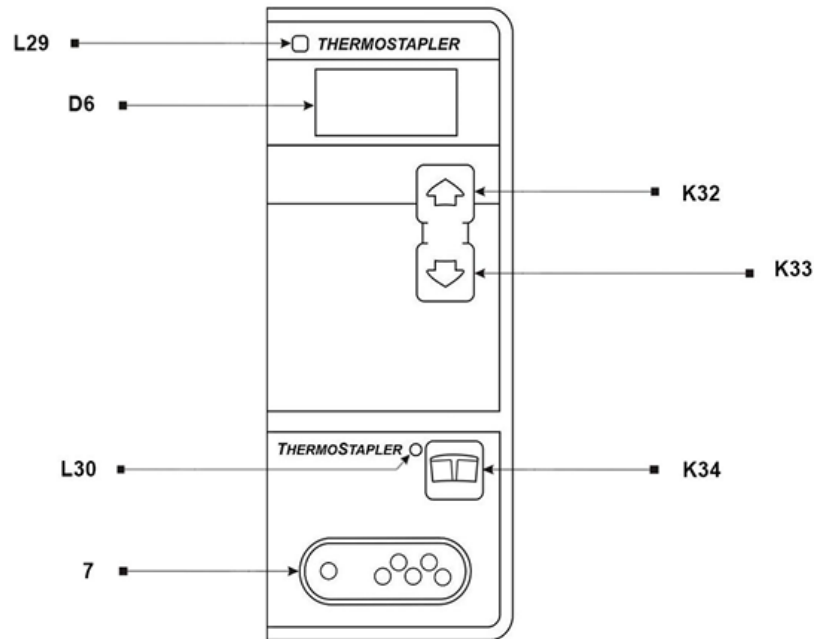 L29
THERMOSTAPLER
D6
K32
K33
THERMOSTAPLER
L30
K34
7